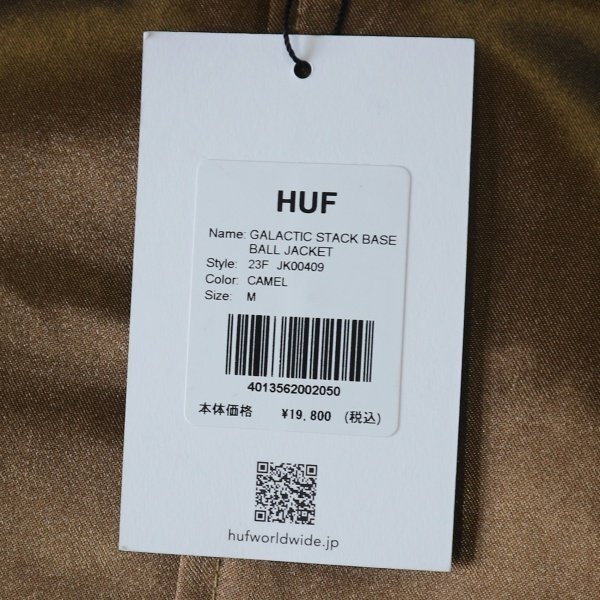 HUF
Name: GALACTIC STACK BASE
BALL JACKET
Style: 23F JK00409
Color: CAMEL
Size: M
4013562002050
本体価格 ¥19,800 (税込)
hufworldwide.jp